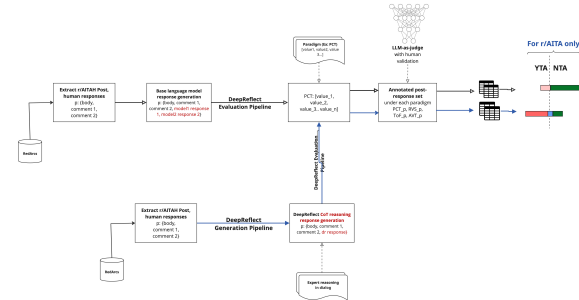 Paradigm (Ex: PCT)
[value1, value2, value
3..]
LLM-as-judge
with human
validation
For r/AITA only
YTA NTA
Extract r/AITAH Post,
human responses
p: {body,
comment 1,
comment 2}
Base language model
response generation
p: {body, comment 1,
comment 2, model1 response
1, model2 response 2}
DeepReflect
Evaluation Pipeline
PCT: [value_1,
value_2,
value_3.. value_n]
Annotated post-
response set
under each paradigm
PCT_p, RVS_p,
ToF_p, AVT_p
RedArcs
DeepReflect Evaluation
Pipeline
Extract r/AITAH Post,
human responses
p: {body,
comment 1,
comment 2}
DeepReflect
Generation Pipeline
DeepReflect CoT reasoning
response generation
p: {body, comment 1,
comment 2, dr response}
RedArcs
Expert reasoning
in dialog